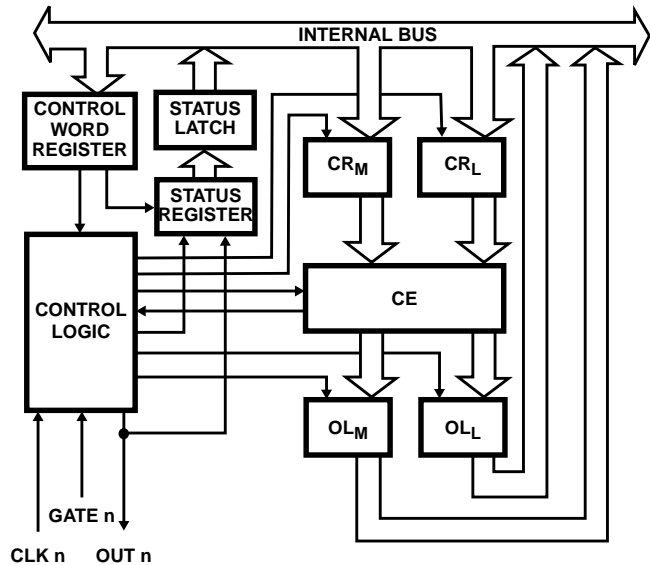 INTERNAL BUS
CONTROL
WORD
REGISTER
STATUS
LATCH
CRM
CRL
STATUS
REGISTER
CONTROL
LOGIC
CE
OLM
OLL
GATE n
CLK n
OUT n